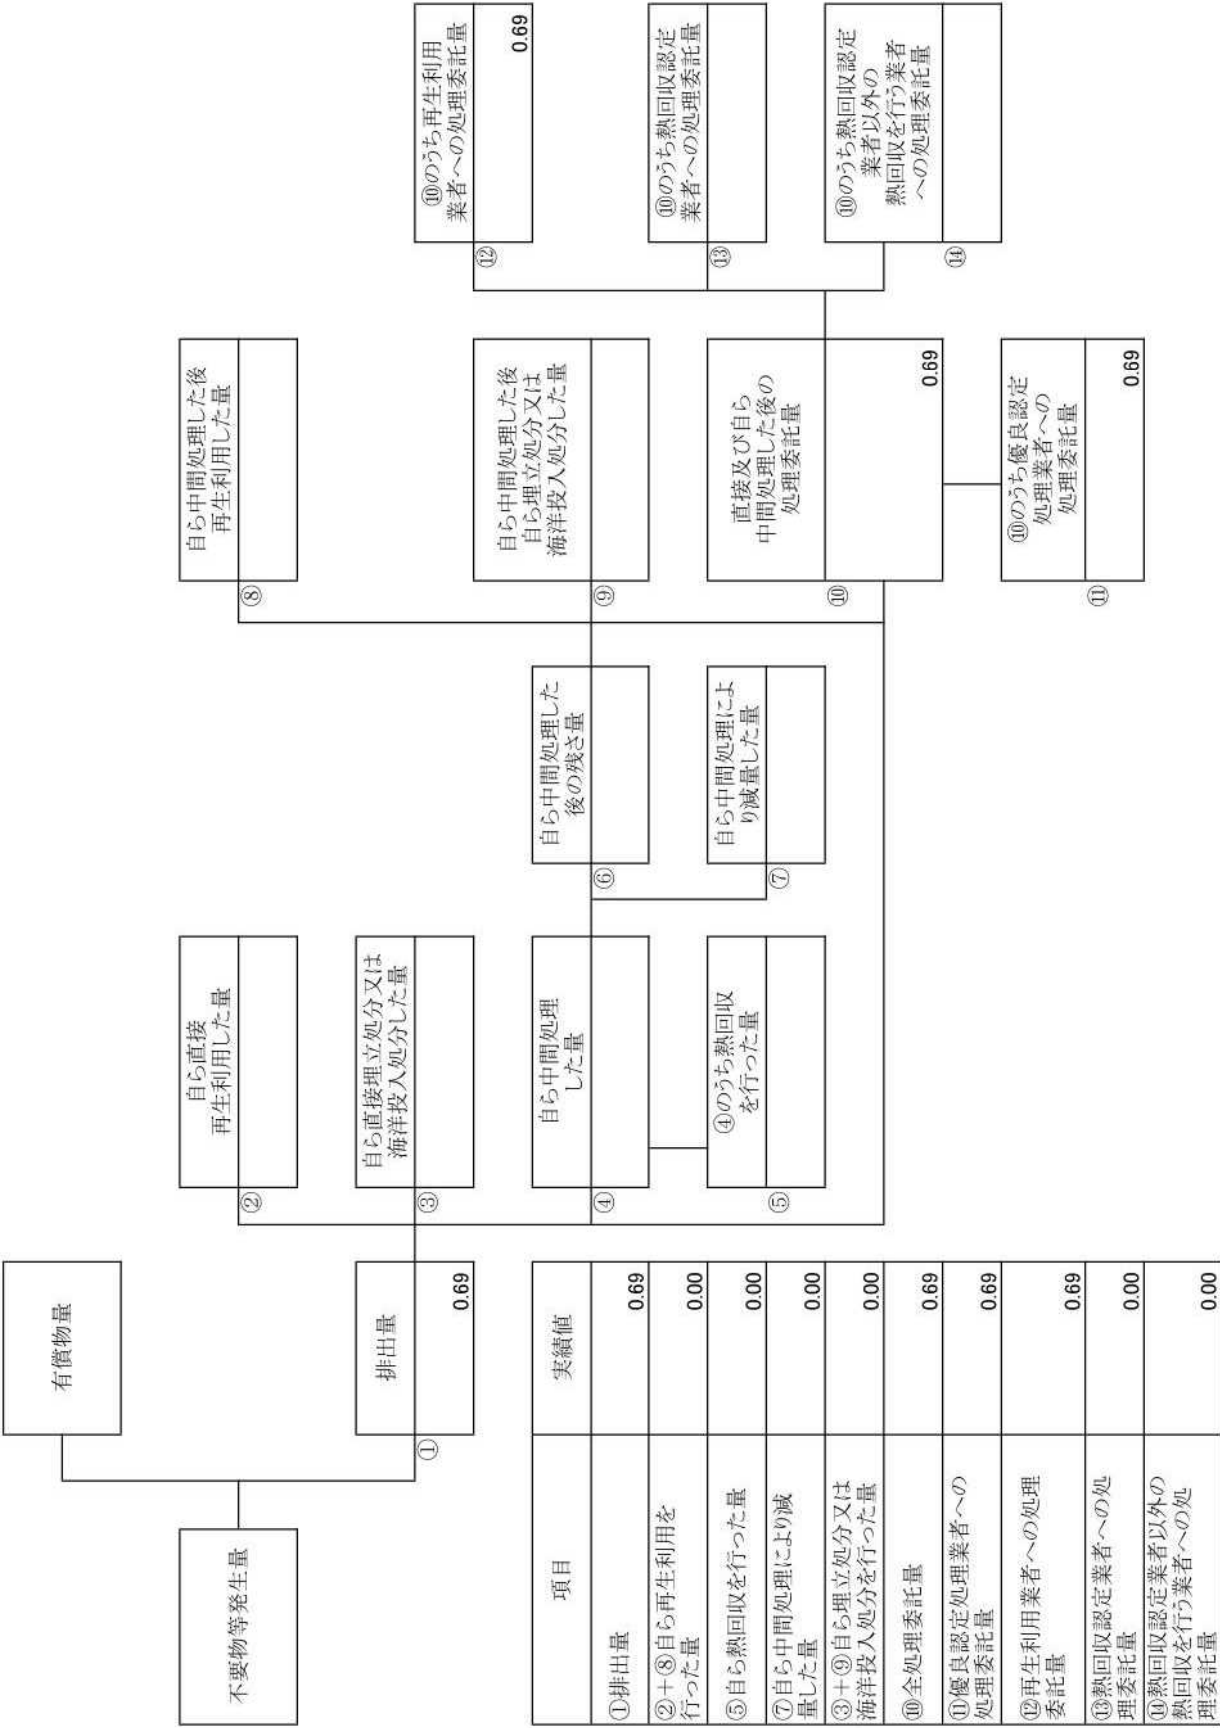 不要物等発生量
有償物量
排出量
①
0.69
自ら直接
再生利用した量
②
自ら直接埋立処分又は
海洋投入処分した量
③
自ら中間処理
した量
④
④のうち熱回収
を行った量
⑤
自ら中間処理した
後の残さ量
⑥
自ら中間処理によ
り減量した量
⑦
自ら中間処理した後
再生利用した量
⑧
自ら中間処理した後
自ら埋立処分又は
海洋投入処分した量
⑨
直接及び自ら
中間処理した後の
処理委託量
⑩
0.69
⑩のうち優良認定
処理業者への
処理委託量
⑪
0.69
⑩のうち再生利用
業者への処理委託量
⑫
0.69
⑩のうち熱回収認定
業者への処理委託量
⑬
⑩のうち熱回収認定
業者以外の
熱回収を行う業者
への処理委託量
⑭
項目 実績値
①排出量 0.69
②+⑧自ら再生利用を
行った量 0.00
⑤自ら熱回収を行った量 0.00
⑦自ら中間処理により減
量した量 0.00
③+⑨自ら埋立処分又は
海洋投入処分を行った量 0.00
⑩全処理委託量 0.69
⑪優良認定処理業者への
処理委託量 0.69
⑫再生利用業者への処理
委託量 0.69
⑬熱回収認定業者への処
理委託量 0.00
⑭熱回収認定業者以外の
熱回収を行う業者への処
理委託量 0.00